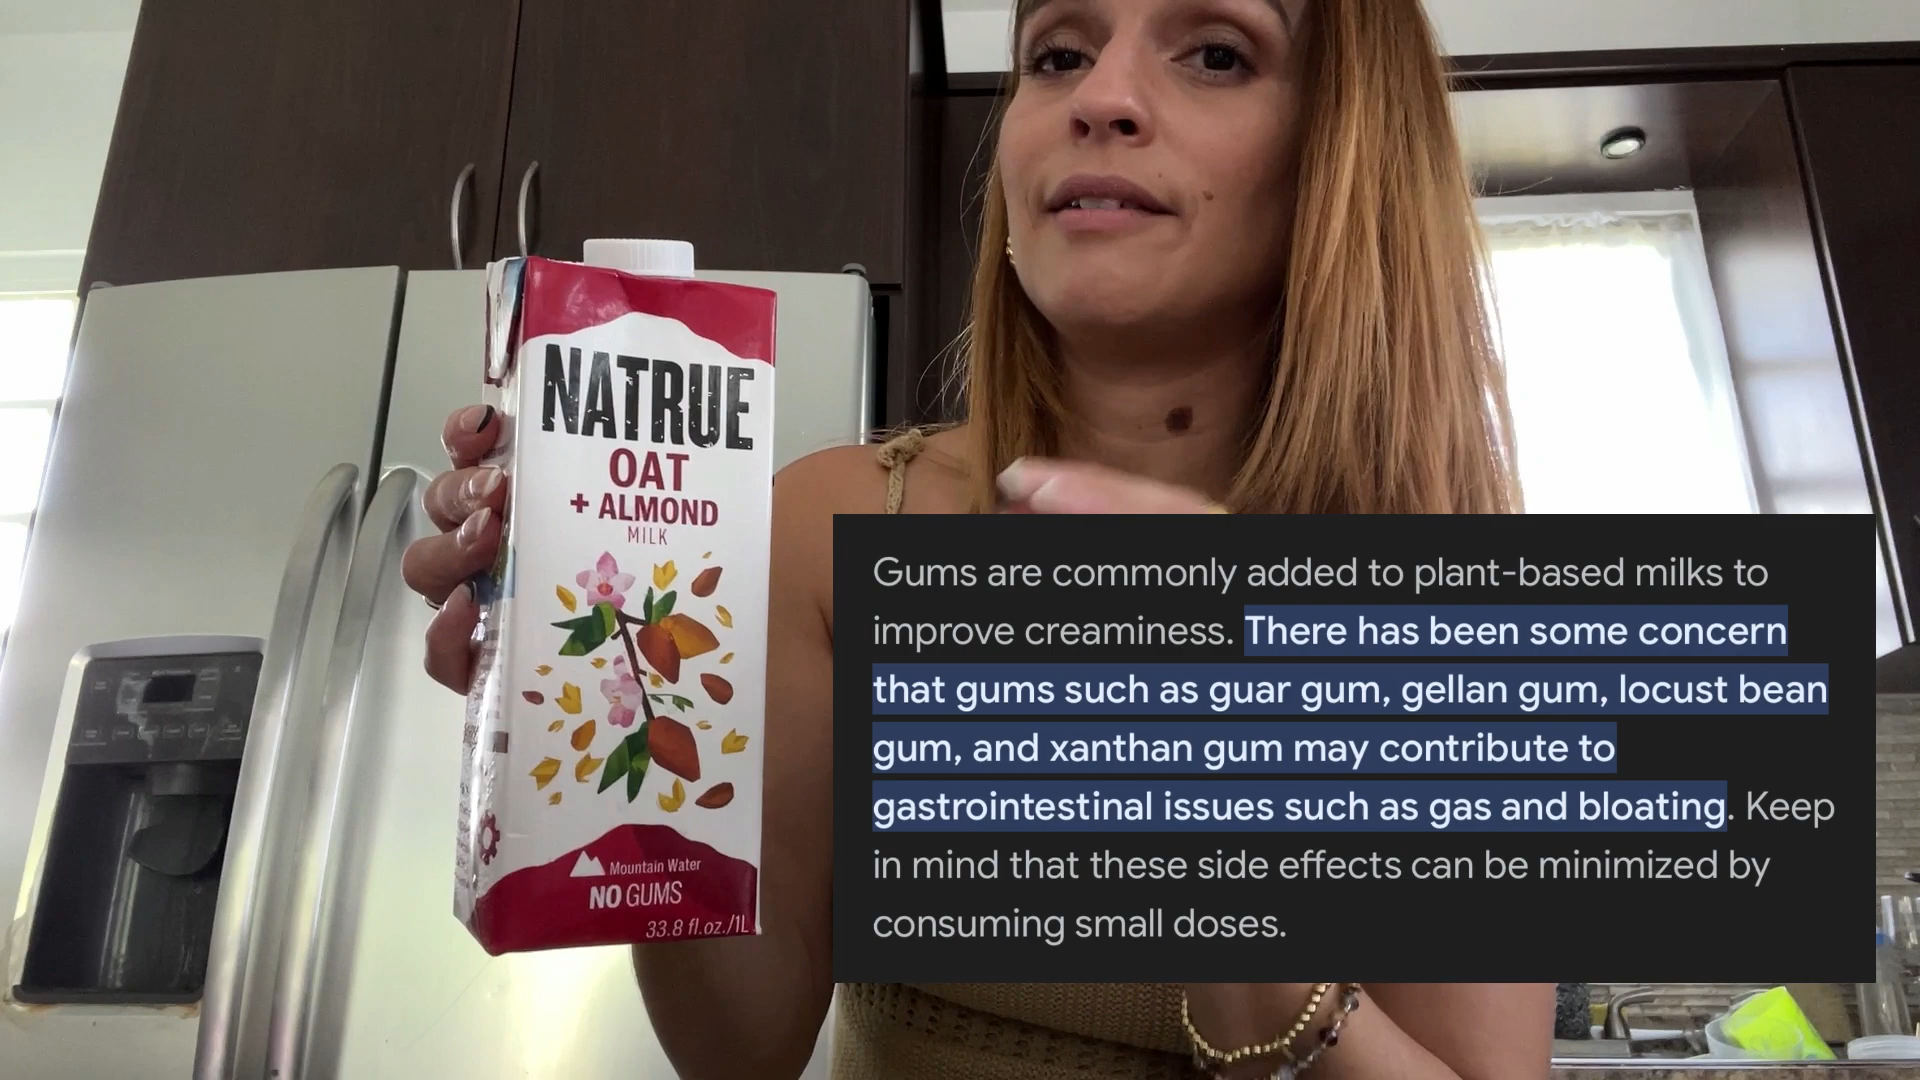 NATRUE
OAT
+ ALMOND
MILK
Mountain Water
NO GUMS
33.8 fl.oz./1L
Gums are commonly added to plant-based milks to
improve creaminess. There has been some concern
that gums such as guar gum, gellan gum, locust bean
gum, and xanthan gum may contribute to
gastrointestinal issues such as gas and bloating. Keep
in mind that these side effects can be minimized by
consuming small doses.